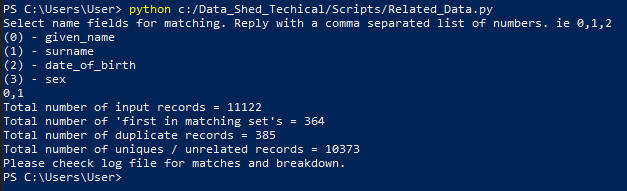 PS C:\Users\User> python c:/Data_Shed_Techical/Scripts/Related_Data.py
Select name fields for matching. Reply with a comma separated list of numbers. ie 0,1,2
(0) - given_name
(1) - surname
(2) - date_of_birth
(3) - sex
0,1
Total number of input records = 11122
Total number of 'first in matching set's = 364
Total number of duplicate records = 385
Total number of uniques / unrelated records = 10373
Please cheeck log file for matches and breakdown.
PS C:\Users\User>